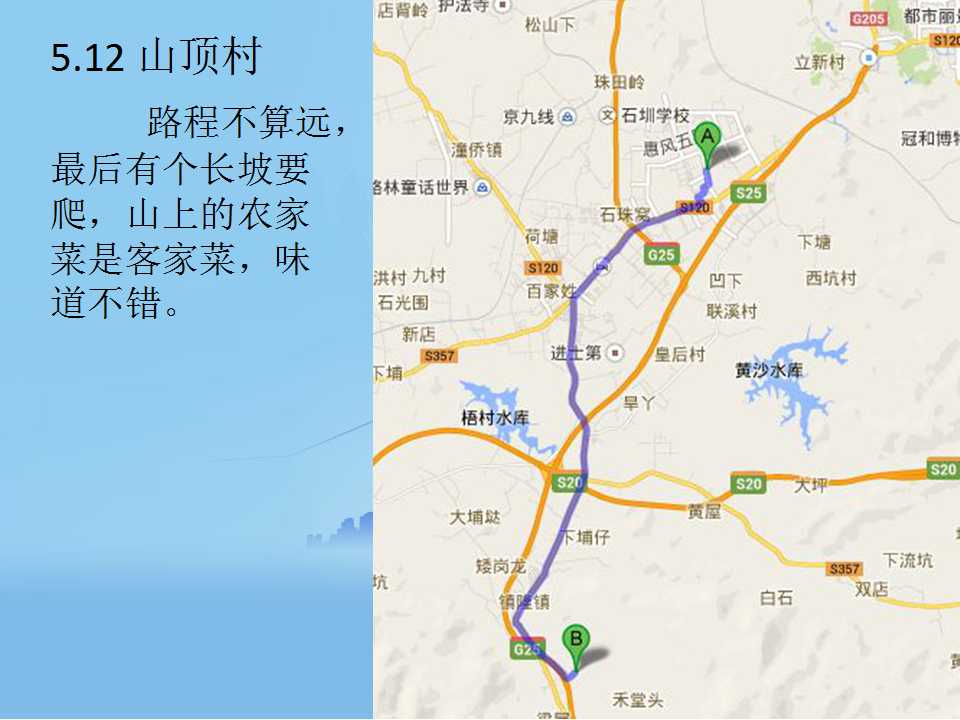 5.12 山顶村
路程不算远，
最后有个长坡要
爬，山上的农家
菜是客家菜，味
道不错。
店背岭
护法寺
松山下
G205
都市丽
S120
立新村
珠田岭
京九线
文 石圳学校
惠风五
A
冠和博
潼侨镇
格林童话世界
S25
S120
石珠窝
荷塘
G25
下塘
S120
洪村 九村
凹下
西坑村
百家姓
石光围
联溪村
新店
S357
进士第
皇后村
黄沙水库
下埔
旱丫
梧村水库
S20
S20
S20
大坪
大埔㘭
黄屋
下埔仔
矮岗龙
下流坑
S357
坑
双店
白石
镇隆镇
B
G25
禾堂头